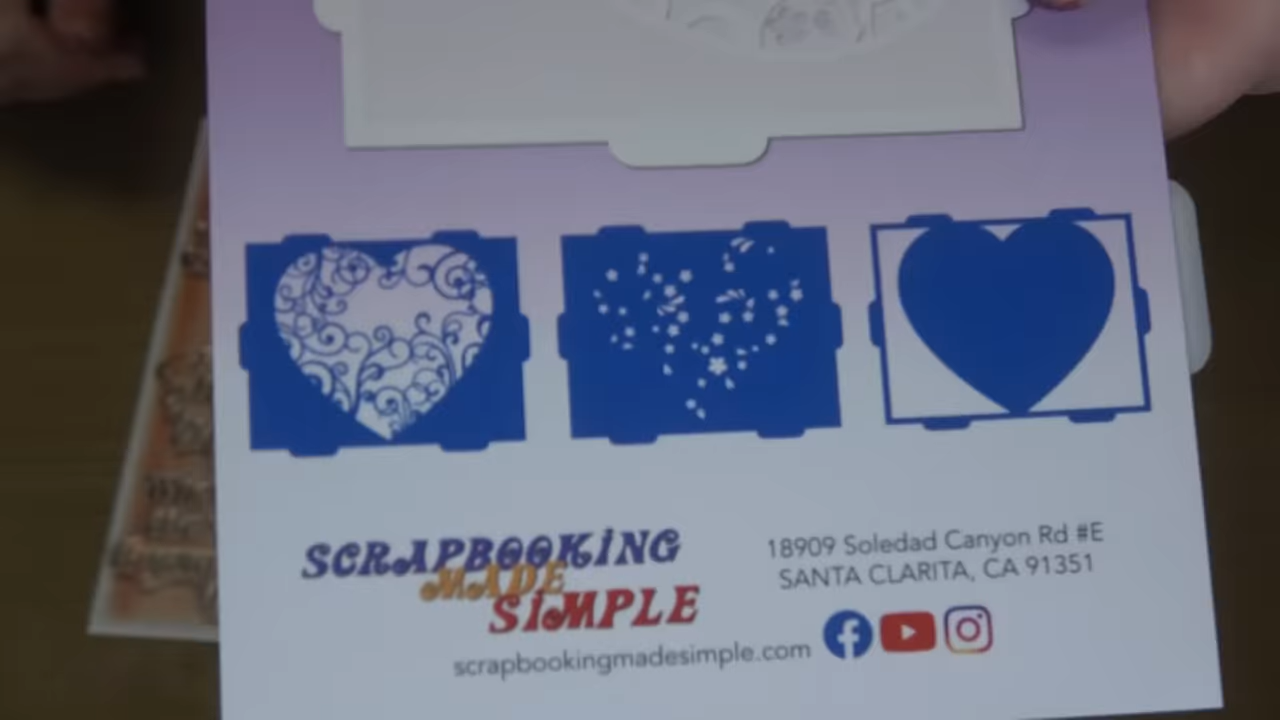 SCRAPBOOKING
MADE
SIMPLE
scrapbookingmadesimple.com
18909 Soledad Canyon Rd #E
SANTA CLARITA, CA 91351